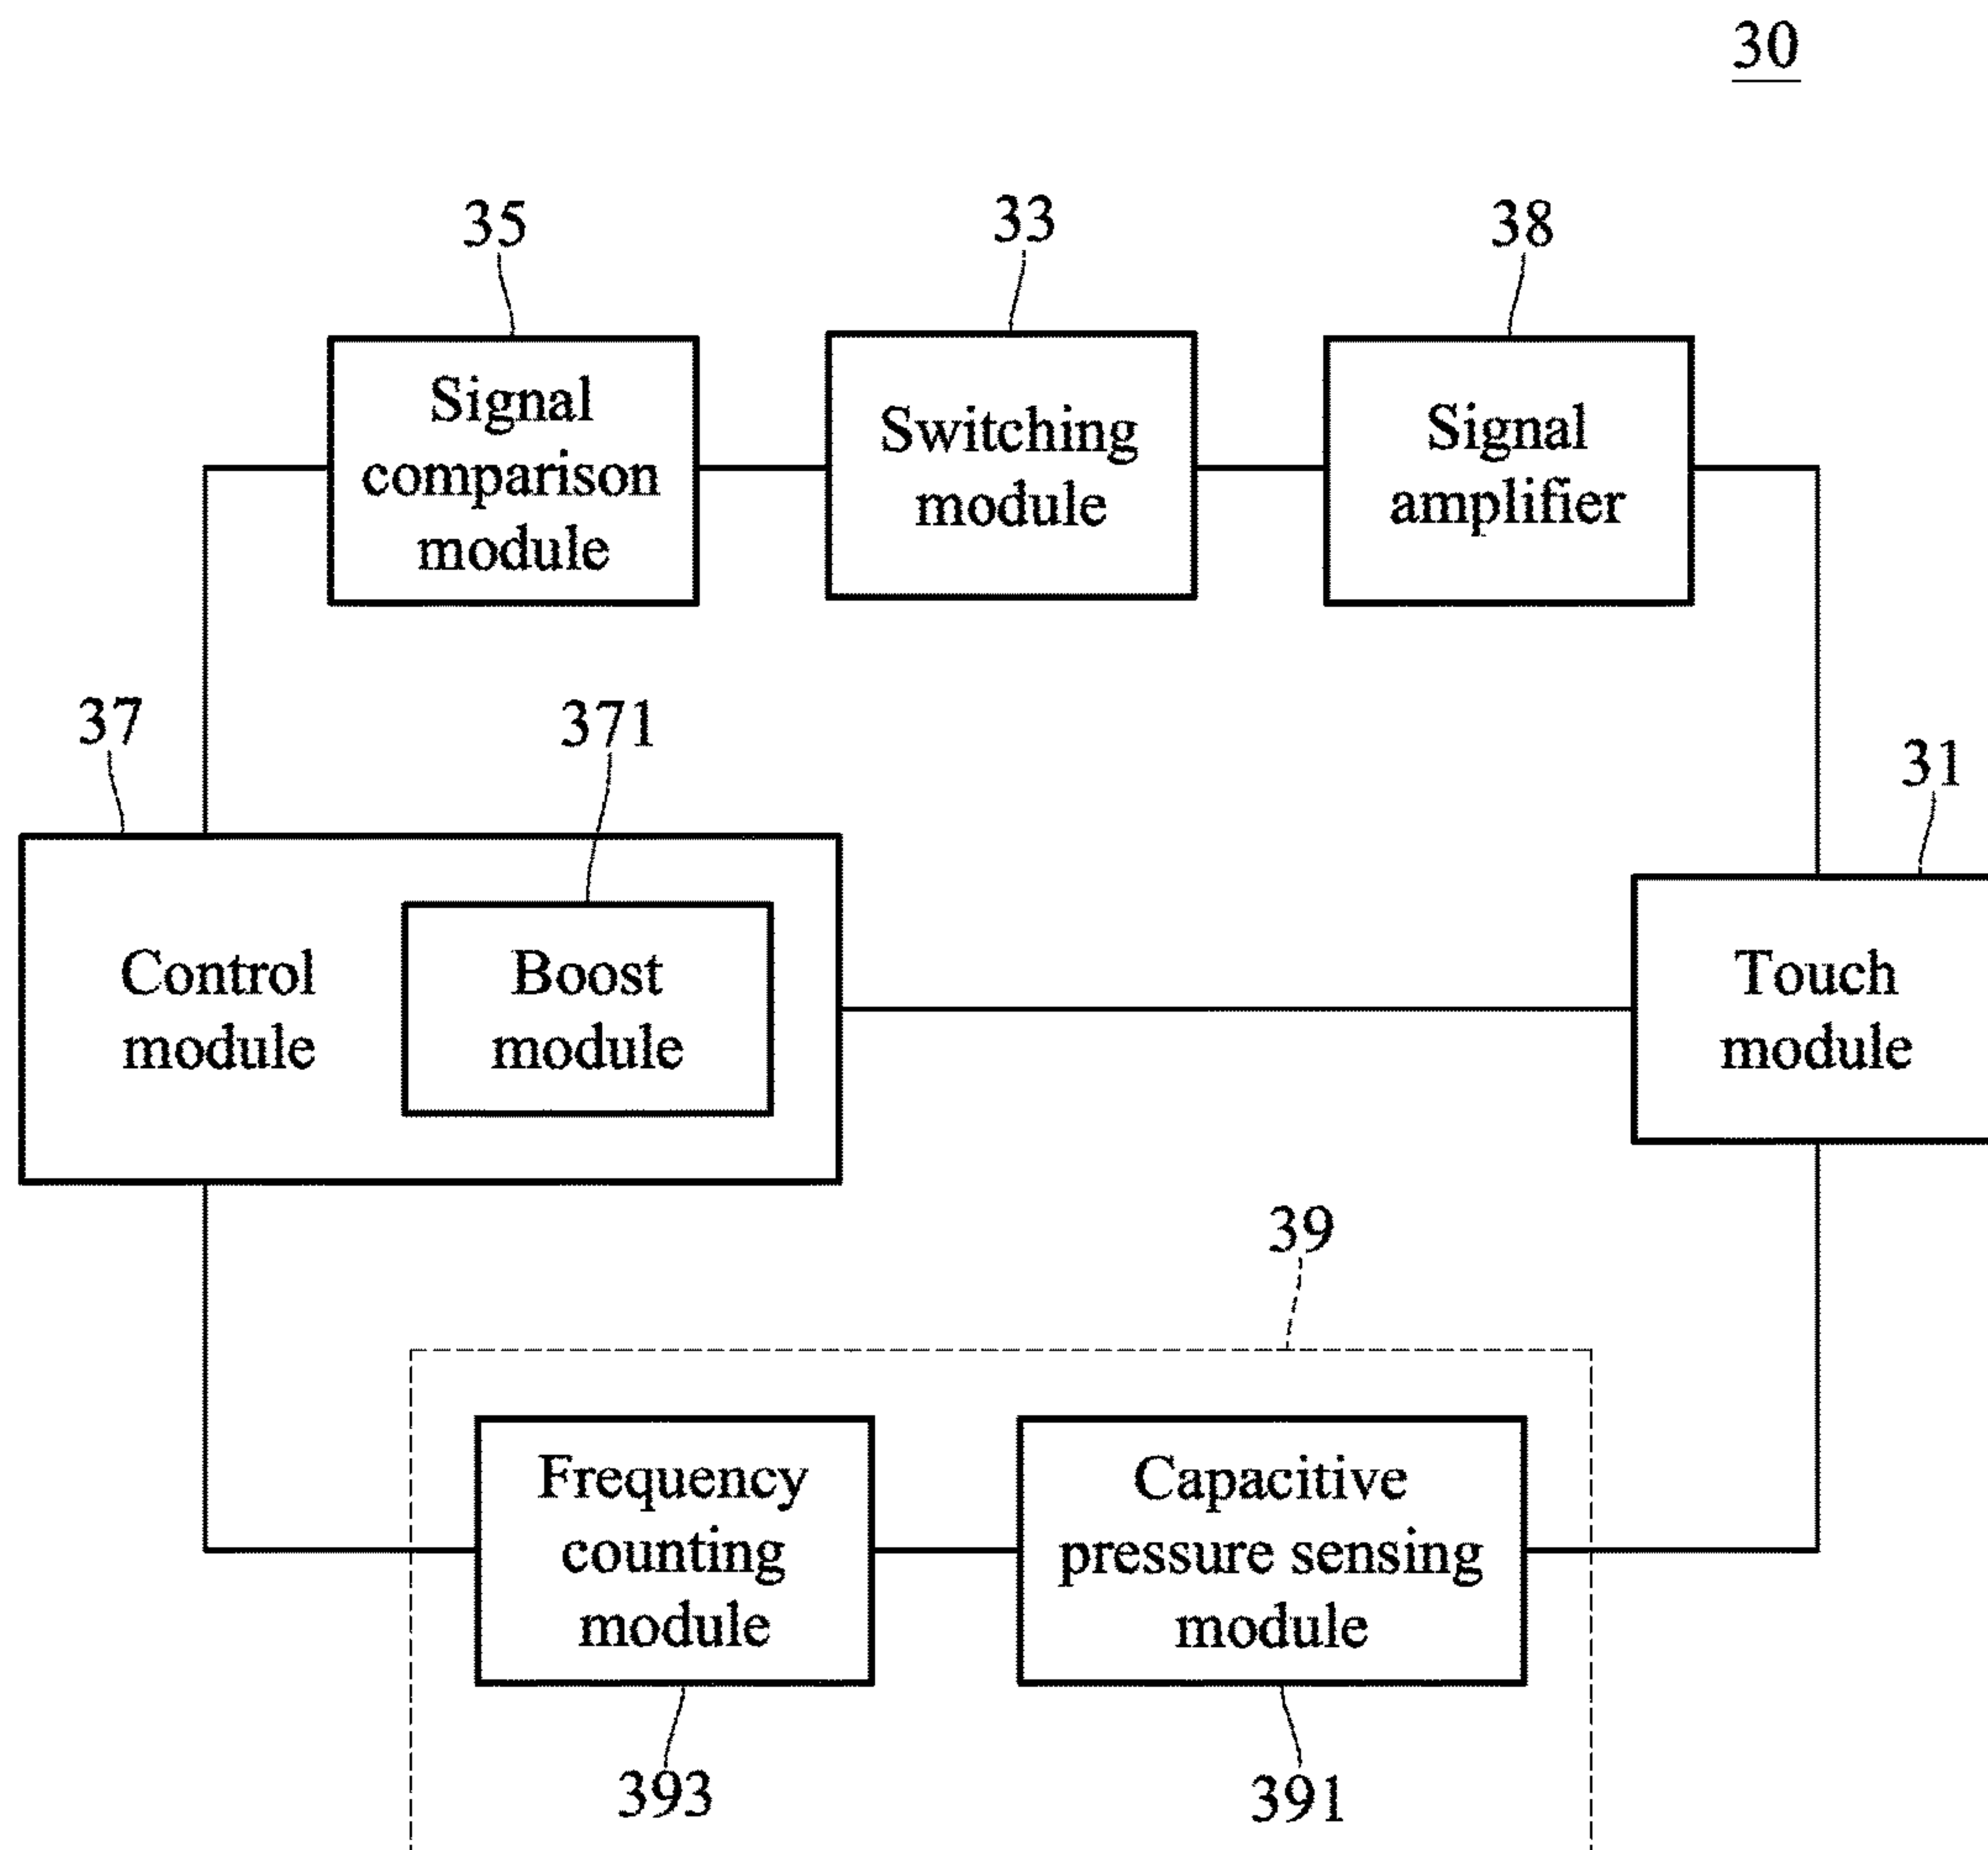 30
35
33
38
Signal
comparison
module
Switching
module
Signal
amplifier
37
371
31
Control
module
Boost
module
Touch
module
39
Frequency
counting
module
Capacitive
pressure sensing
module
393
391